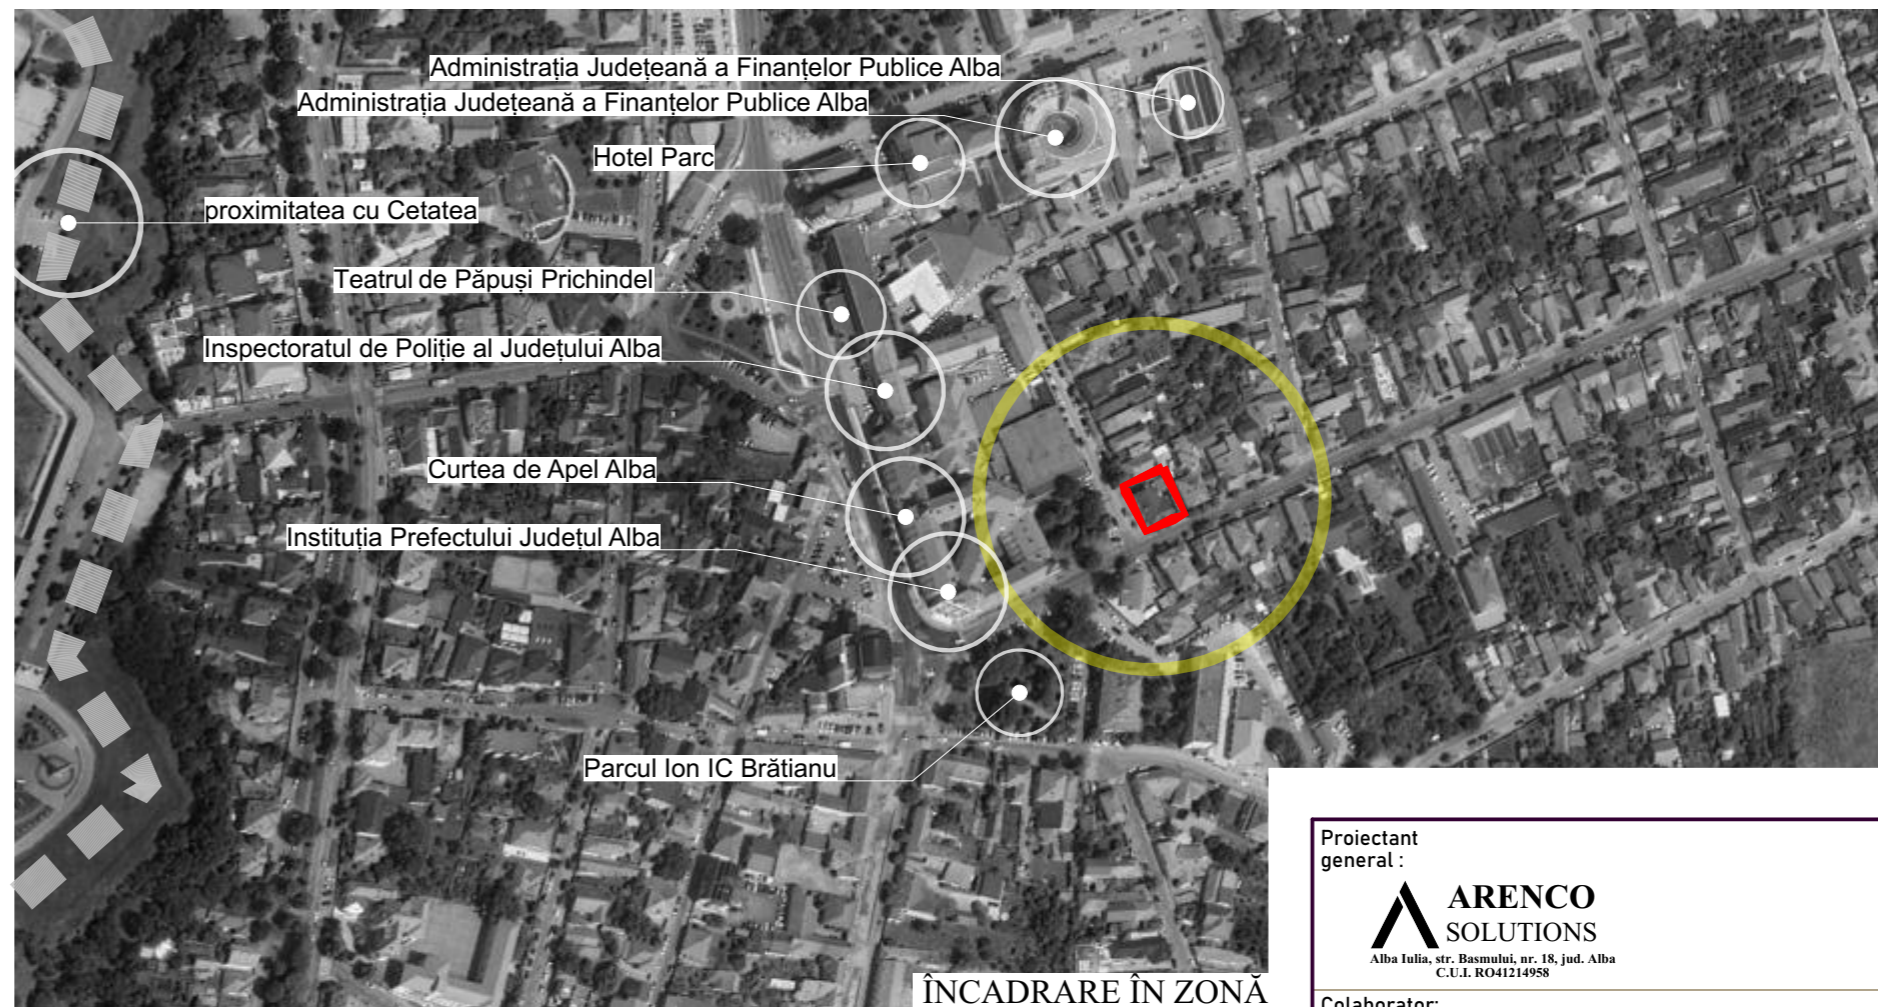 Administrația Județeană a Finanțelor Publice Alba
Administrația Județeană a Finanțelor Publice Alba
Hotel Parc
proximitatea cu Cetatea
Teatrul de Păpuși Prichindel
Inspectoratul de Poliție al Județului Alba
Curtea de Apel Alba
Instituția Prefectului Județul Alba
Parcul Ion IC Brătianu
ÎNCADRARE ÎN ZONĂ
Proiectant
general :
ARENCO
SOLUTIONS
Alba Iulia, str. Basmului, nr. 18, jud. Alba
C.U.I. RO41214958
Colaborator: